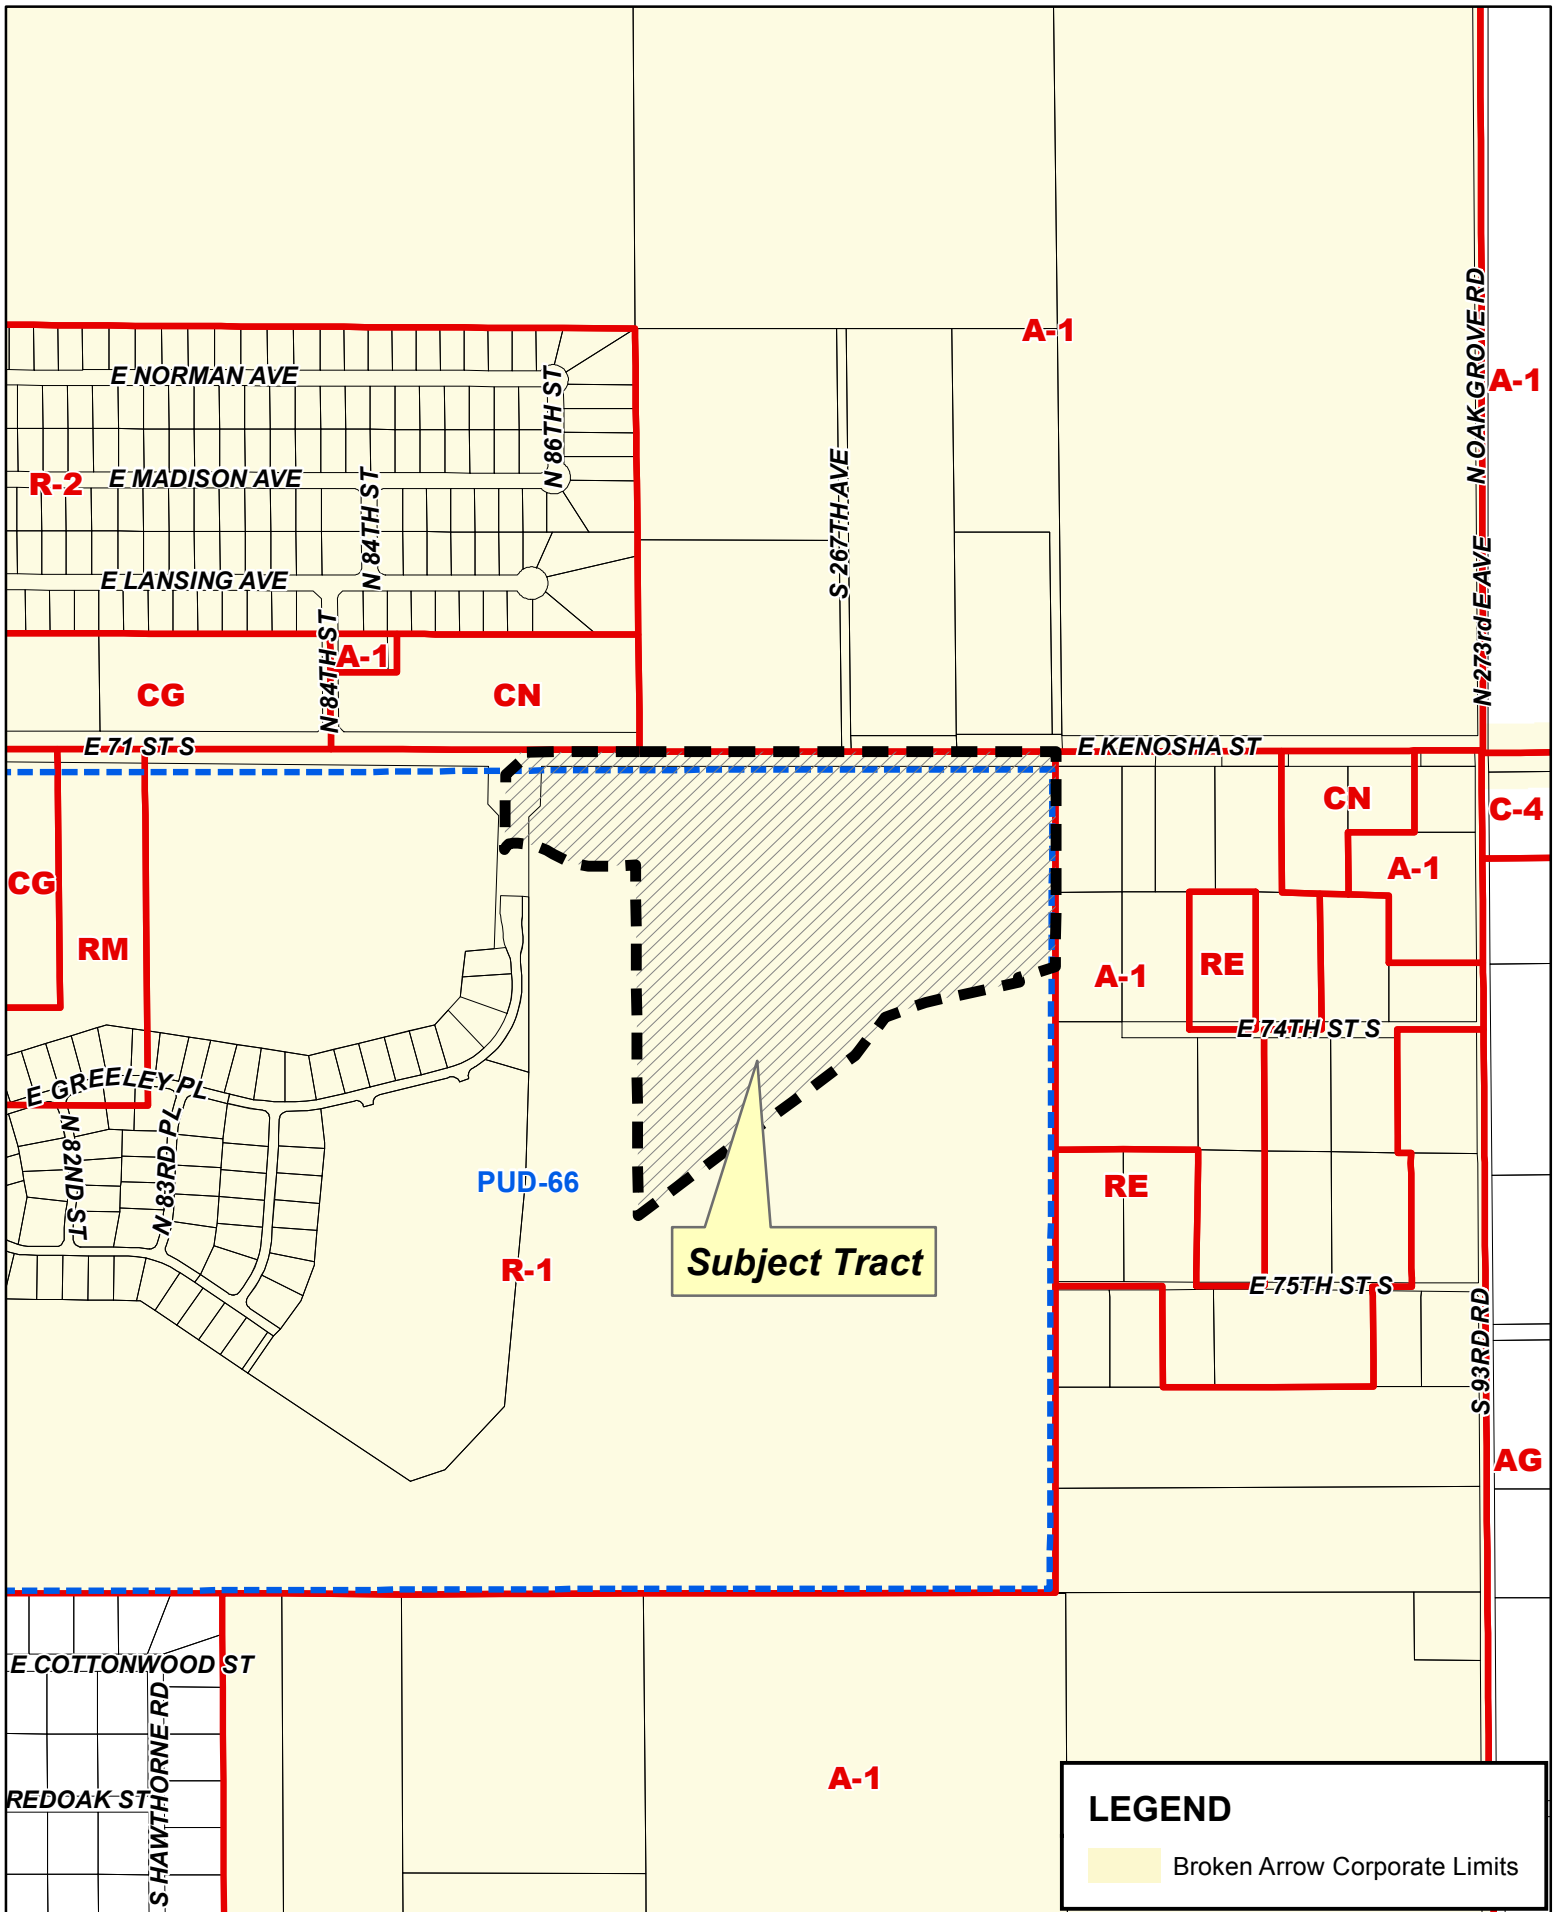 A-1
N OAK GROVE RD
A-1
E NORMAN AVE
N 86TH ST
R-2
E MADISON AVE
N 84TH ST
S 267TH AVE
E LANSING AVE
N 84TH ST
A-1
N 273rd E AVE
CG
CN
E 71 ST S
E KENOSHA ST
CN
C-4
CG
A-1
RM
A-1
RE
E 74TH ST S
E GREELEY PL
N 82ND ST
N 83RD PL
PUD-66
RE
R-1
Subject Tract
E 75TH ST S
S 93RD RD
AG
E COTTONWOOD ST
S HAWTHORNE RD
REDOAK ST
A-1
LEGEND
Broken Arrow Corporate Limits